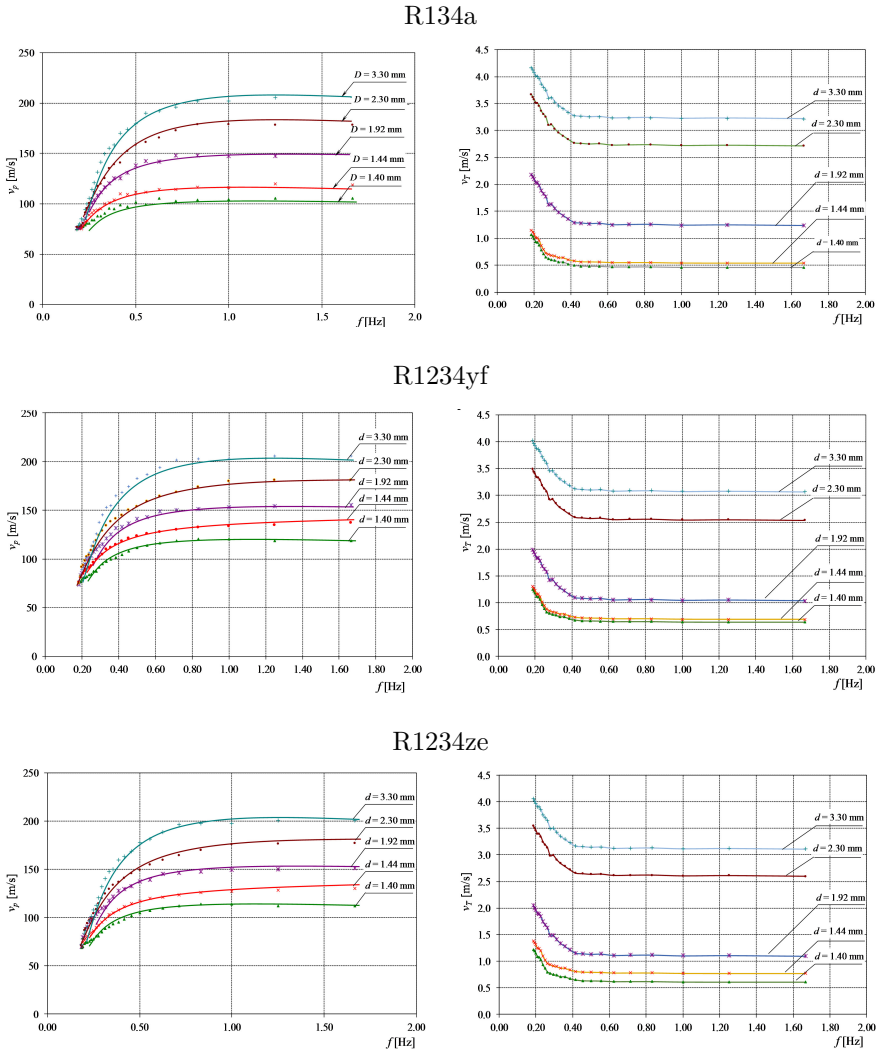 R134a
250
200
150
100
50
0
v_p [m/s]
0.00
0.5
1.0
1.5
2.0
f [Hz]
D = 3.30 mm
D = 2.30 mm
D = 1.92 mm
D = 1.44 mm
D = 1.40 mm
4.5
4.0
3.5
3.0
2.5
2.0
1.5
1.0
0.5
0.0
v_T [m/s]
0.00 0.20 0.40 0.60 0.80 1.00 1.20 1.40 1.60 1.80 2.00
f [Hz]
d = 3.30 mm
d = 2.30 mm
d = 1.92 mm
d = 1.44 mm
d = 1.40 mm
R1234yf
250
200
150
100
50
0
v_p [m/s]
0.00 0.20 0.40 0.60 0.80 1.00 1.20 1.40 1.60 1.80 2.00
f [Hz]
d = 3.30 mm
d = 2.30 mm
d = 1.92 mm
d = 1.44 mm
d = 1.40 mm
4.5
4.0
3.5
3.0
2.5
2.0
1.5
1.0
0.5
0.0
v_T [m/s]
0.00 0.20 0.40 0.60 0.80 1.00 1.20 1.40 1.60 1.80 2.00
f [Hz]
d = 3.30 mm
d = 2.30 mm
d = 1.92 mm
d = 1.44 mm
d = 1.40 mm
R1234ze
250
200
150
100
50
0
v_p [m/s]
0.00 0.50 1.00 1.50 2.00
f [Hz]
d = 3.30 mm
d = 2.30 mm
d = 1.92 mm
d = 1.44 mm
d = 1.40 mm
4.5
4.0
3.5
3.0
2.5
2.0
1.5
1.0
0.5
0.0
v_T [m/s]
0.00 0.20 0.40 0.60 0.80 1.00 1.20 1.40 1.60 1.80 2.00
f [Hz]
d = 3.30 mm
d = 2.30 mm
d = 1.92 mm
d = 1.44 mm
d = 1.40 mm